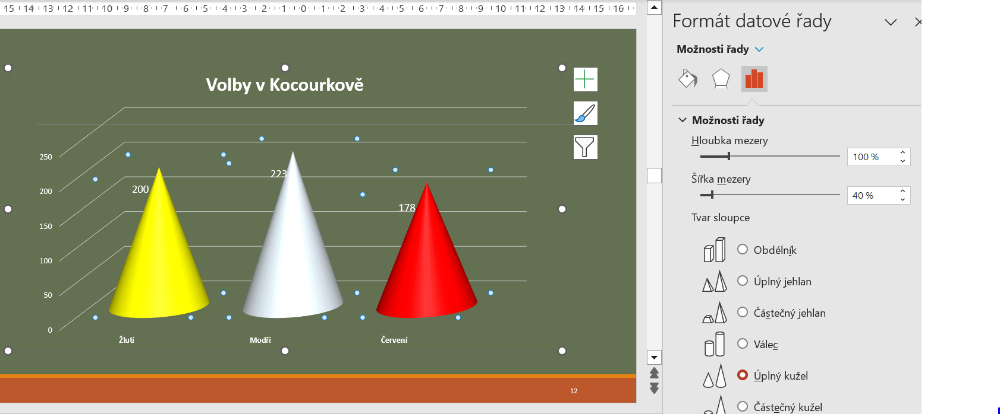 15 14 13 12 11 10 9 8 7 6 5 4 3 2 1 0 1 2 3 4 5 6 7 8 9 10 11 12 13 14 15 16
Formát datové řady
Možnosti řady
Volby v Kocourkově
Možnosti řady
Hloubka mezery
250
100 %
223
Šířka mezery
200
200
40 %
178
Tvar sloupce
150
Obdélník
100
Úplný jehlan
50
Částečný jehlan
0
Žlutí
Modří
Červení
Válec
Úplný kužel
12
Částečný kužel